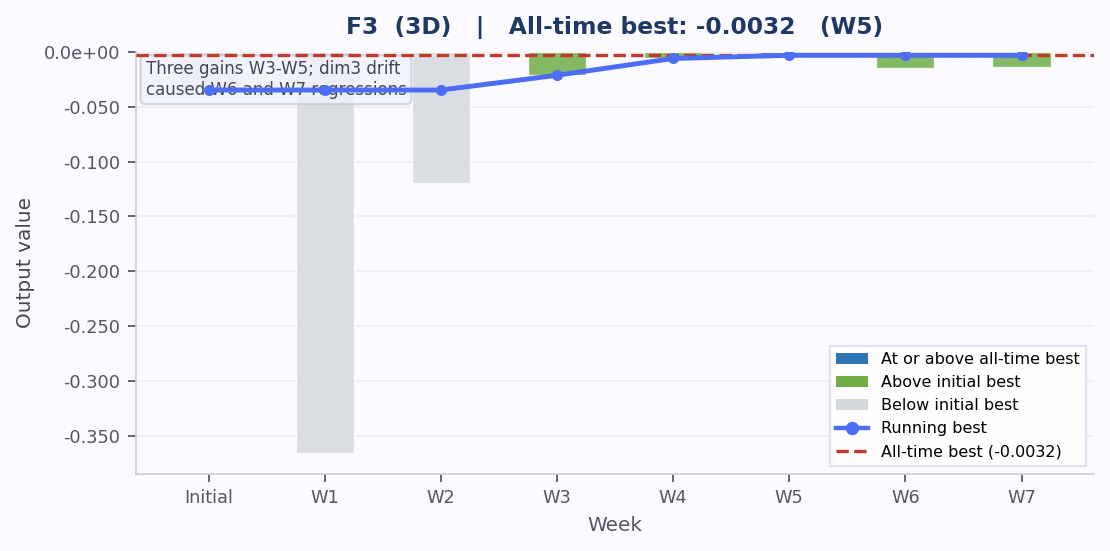 F3  (3D)   |   All-time best: -0.0032   (W5)
Output value
0.0e+00
-0.050
-0.100
-0.150
-0.200
-0.250
-0.300
-0.350
Three gains W3-W5; dim3 drift
caused W6 and W7 regressions
At or above all-time best
Above initial best
Below initial best
Running best
All-time best (-0.0032)
Initial W1 W2 W3 W4 W5 W6 W7
Week